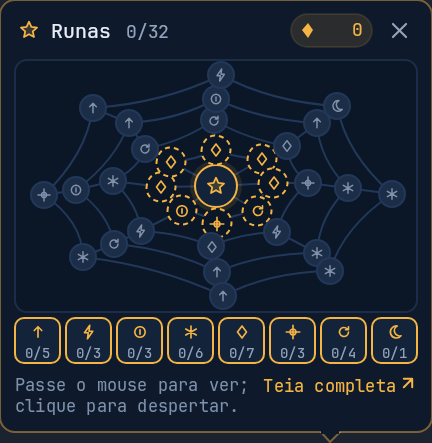 Runas 0/32 0
0/5 0/3 0/3 0/6 0/7 0/3 0/4 0/1
Passe o mouse para ver; Teia completa
clique para despertar.